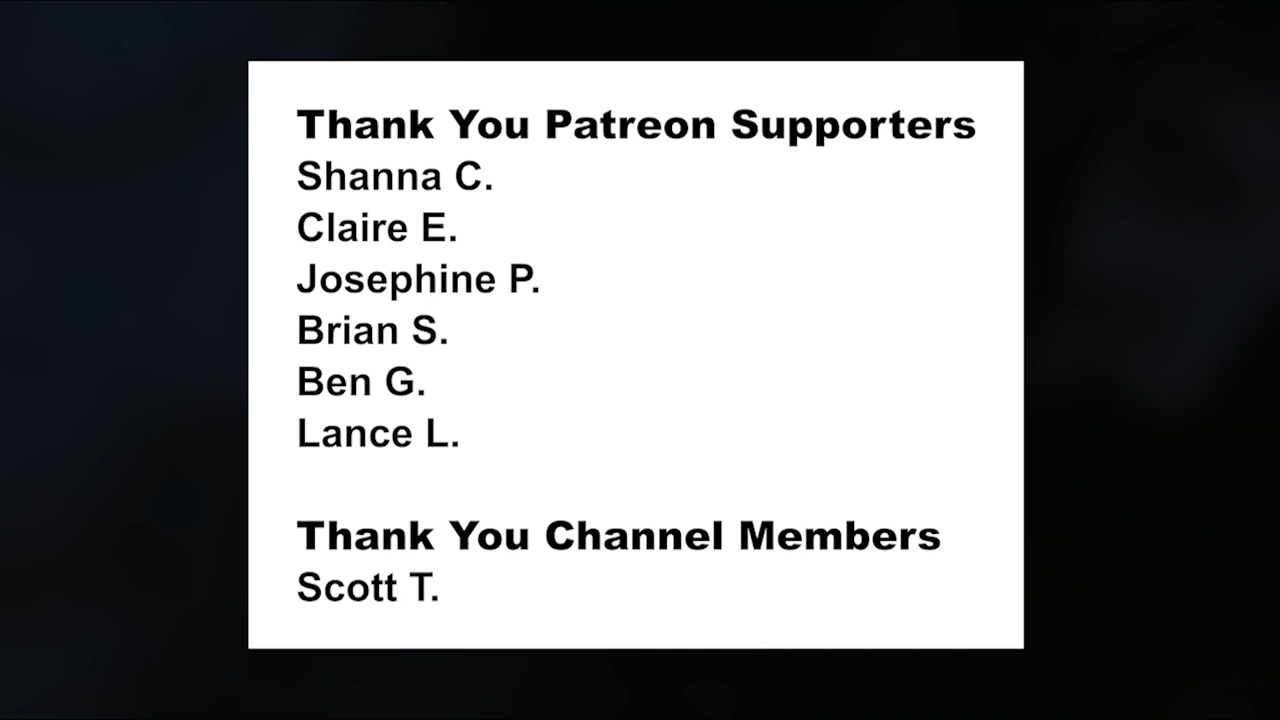 Thank You Patreon Supporters
Shanna C.
Claire E.
Josephine P.
Brian S.
Ben G.
Lance L.
Thank You Channel Members
Scott T.